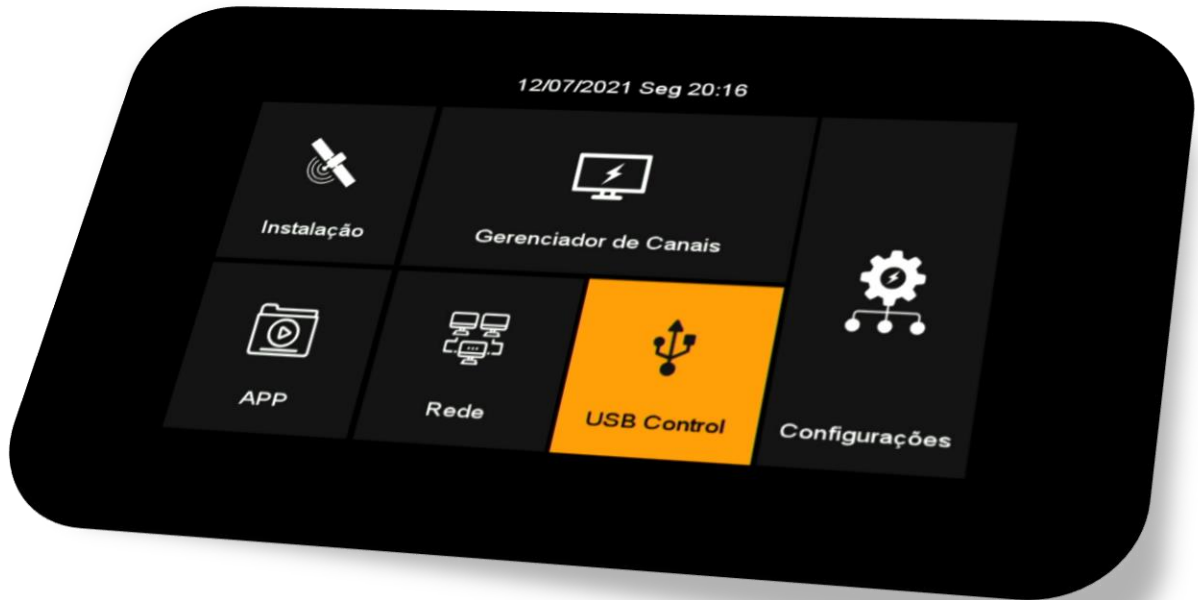 12/07/2021 Seg 20:16
Instalação
Gerenciador de Canais
APP
Rede
USB Control
Configurações